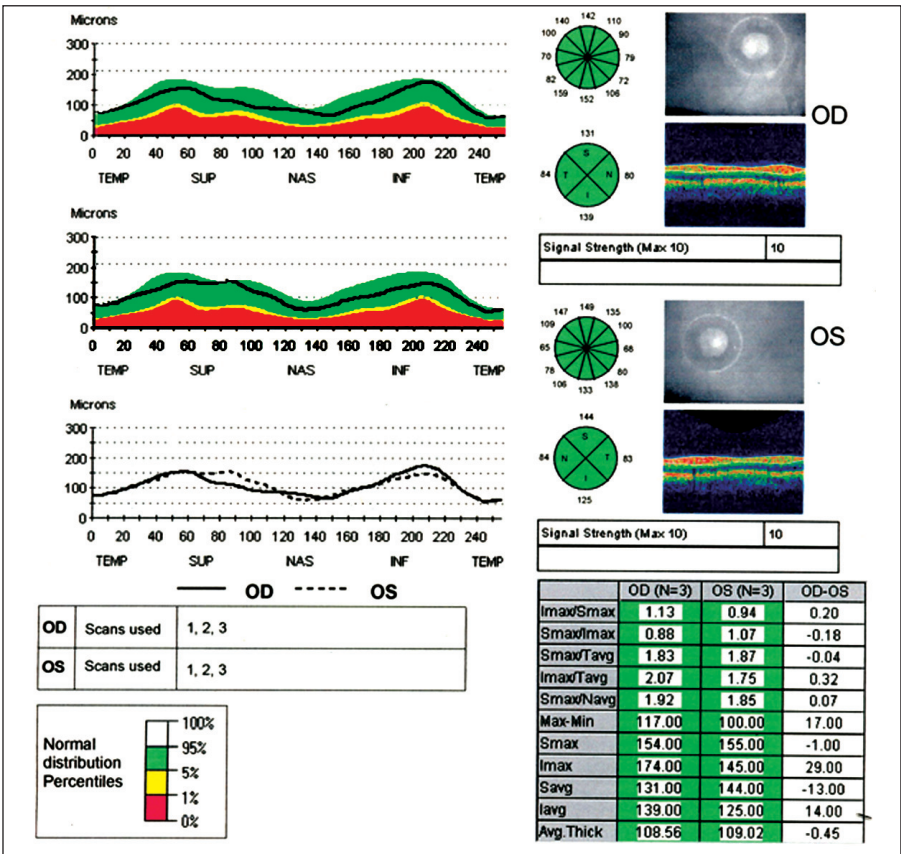 Microns
300
200
100
0
0 20 40 60 80 100 120 140 160 180 200 220 240
TEMP SUP NAS INF TEMP
Microns
300
200
100
0
0 20 40 60 80 100 120 140 160 180 200 220 240
TEMP SUP NAS INF TEMP
Microns
300
200
100
0
0 20 40 60 80 100 120 140 160 180 200 220 240
TEMP SUP NAS INF TEMP
OD OS
OD Scans used 1, 2, 3
OS Scans used 1, 2, 3
Normal
distribution
Percentiles
100%
95%
5%
1%
0%
142
140 110
100 90
70 79
82 72
159 106
152
OD
131
S
84 T N 80
I
139
Signal Strength (Max 10) 10
149
147 135
109 100
65 68
78 80
106 138
133
OS
144
S
84 N T 83
I
125
Signal Strength (Max 10) 10
OD (N=3) OS (N=3) OD-OS
Imax/Smax 1.13 0.94 0.20
Smax/Imax 0.88 1.07 -0.18
Smax/Tavg 1.83 1.87 -0.04
Imax/Tavg 2.07 1.75 0.32
Smax/Navg 1.92 1.85 0.07
Max-Min 117.00 100.00 17.00
Smax 154.00 155.00 -1.00
Imax 174.00 145.00 29.00
Savg 131.00 144.00 -13.00
Iavg 139.00 125.00 14.00
Avg.Thick 108.56 109.02 -0.45